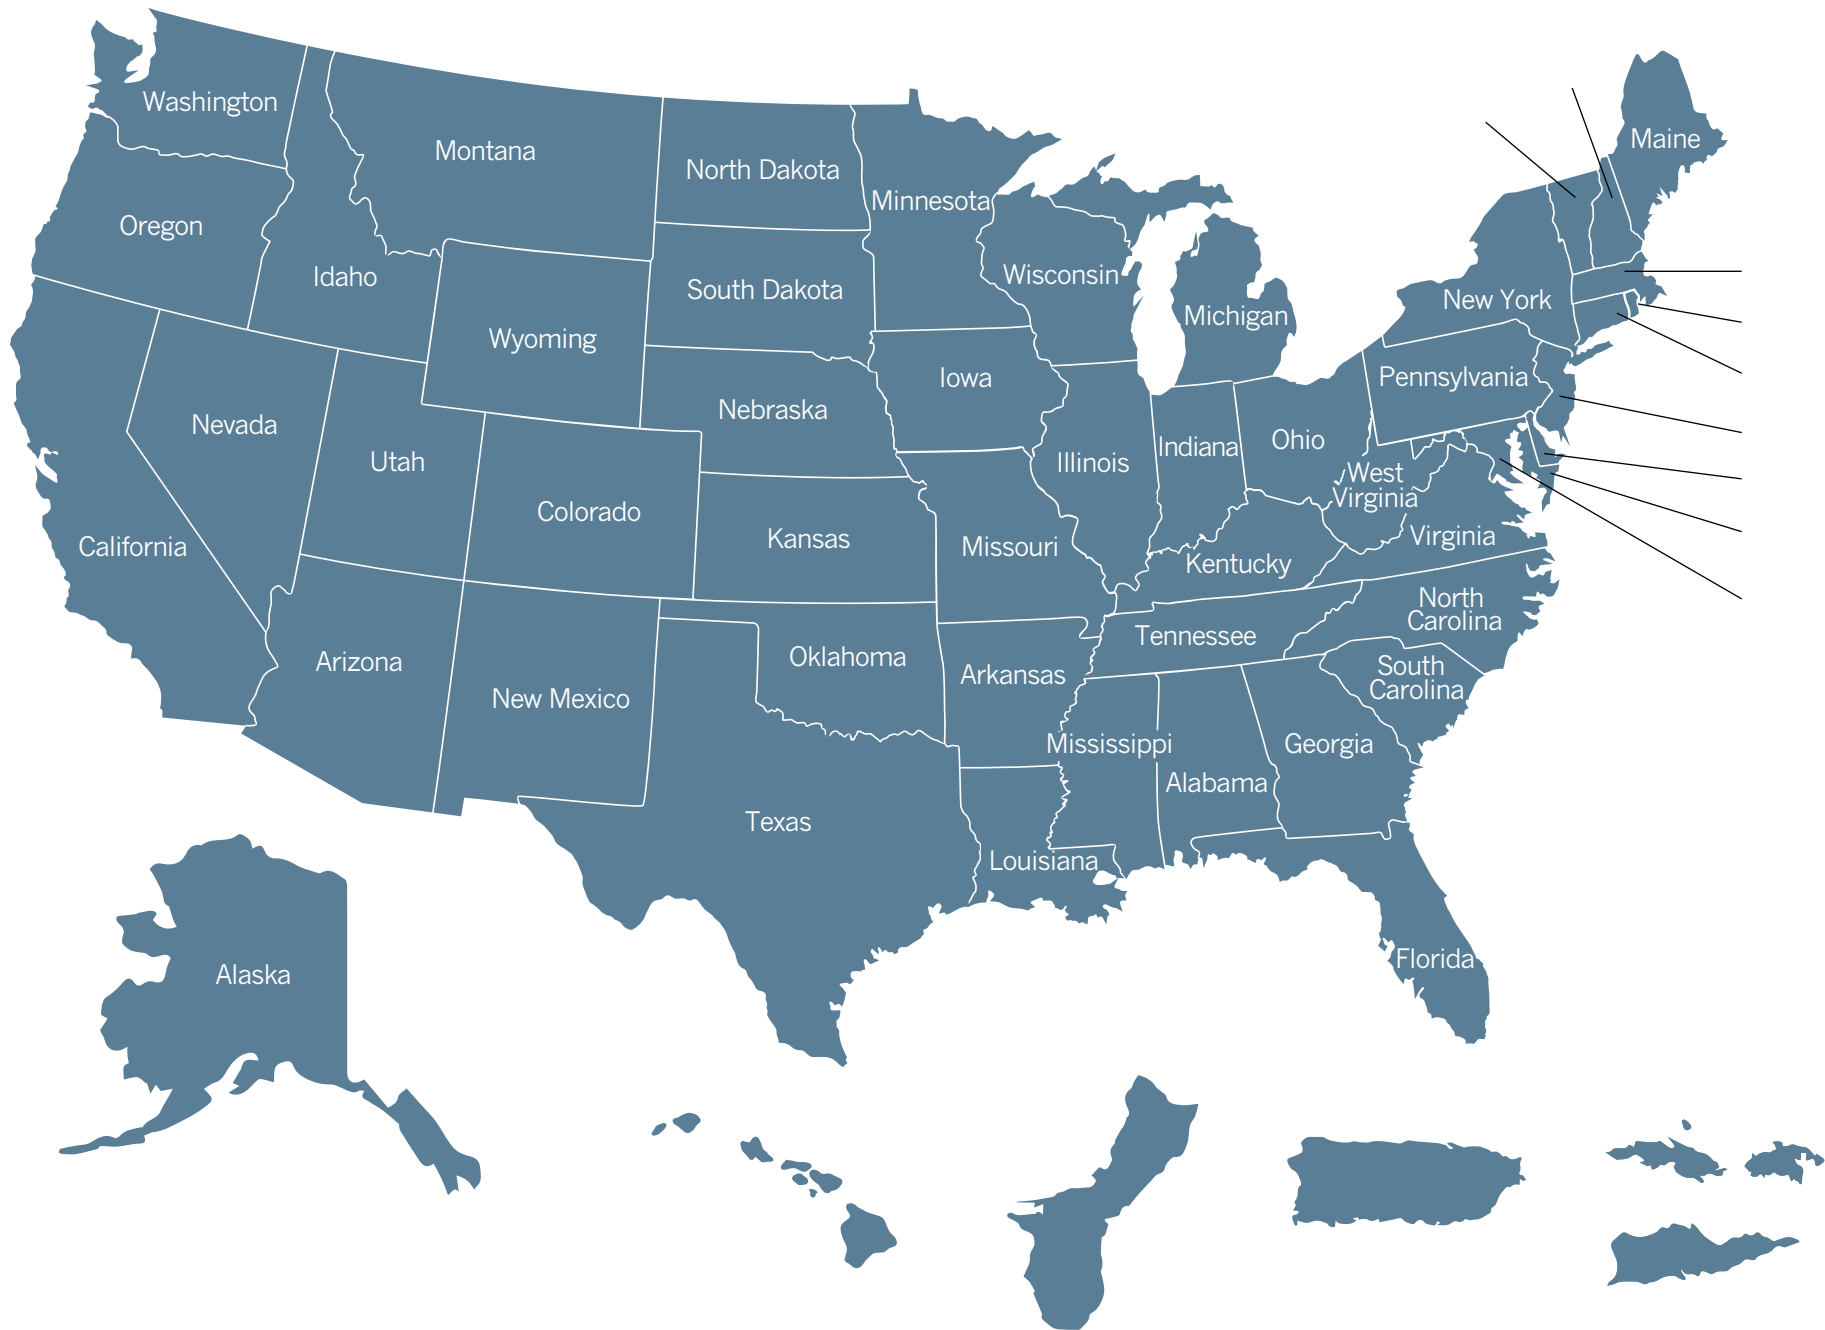 Washington
Maine
Montana
North Dakota
Minnesota
Oregon
Idaho
Wisconsin
South Dakota
New York
Michigan
Wyoming
Pennsylvania
Iowa
Nebraska
Nevada
Ohio
Indiana
Utah
Illinois
West
Virginia
Colorado
Virginia
Kansas
California
Missouri
Kentucky
North
Carolina
Tennessee
Oklahoma
Arizona
South
Carolina
Arkansas
New Mexico
Mississippi
Georgia
Alabama
Texas
Louisiana
Florida
Alaska